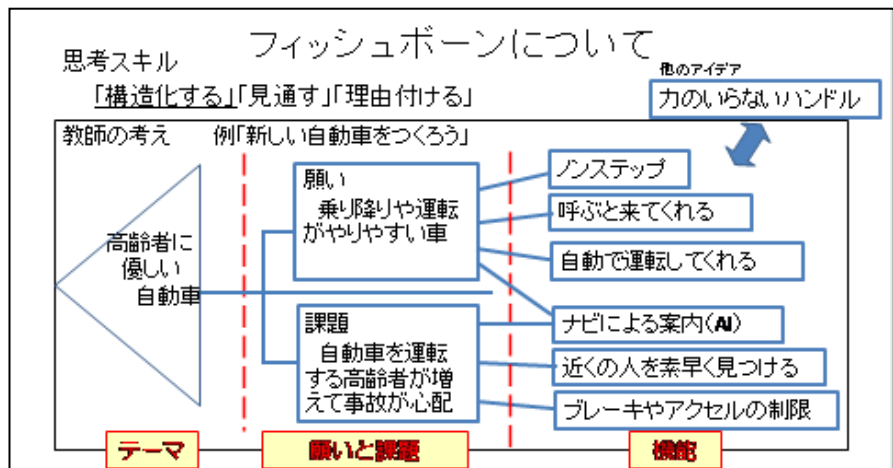 フィッシュボーンについて
思考スキル
「構造化する」「見通す」「理由付ける」
他のアイデア
力のいらないハンドル
教師の考え 例「新しい自動車をつくろう」
高齢者に
優しい
自動車
願い
乗り降りや運転
がやりやすい車
課題
自動車を運転
する高齢者が増
えて事故が心配
ノンステップ
呼ぶと来てくれる
自動で運転してくれる
ナビによる案内(AI)
近くの人を素早く見つける
ブレーキやアクセルの制限
テーマ
願いと課題
機能